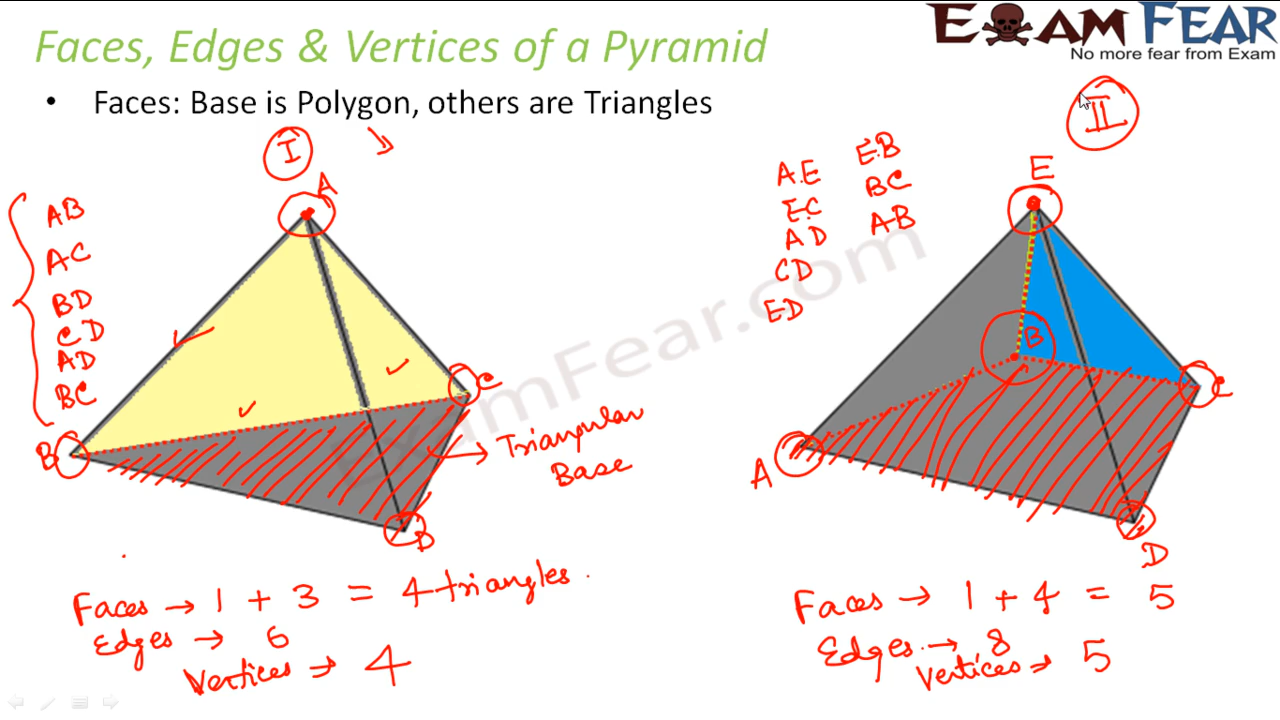 Faces, Edges & Vertices of a Pyramid
EXAM FEAR
No more fear from Exam
• Faces: Base is Polygon, others are Triangles
I
II
A
AB
AC
BD
CD
AD
BC
B
C
D
Triangular
Base
A.E
E.B
EC
BC
AD
AB
CD
ED
E
B
C
A
D
ExamFear.com
Faces → 1 + 3 = 4 triangles.
Edges → 6
Vertices → 4
Faces → 1 + 4 = 5
Edges → 8
Vertices → 5